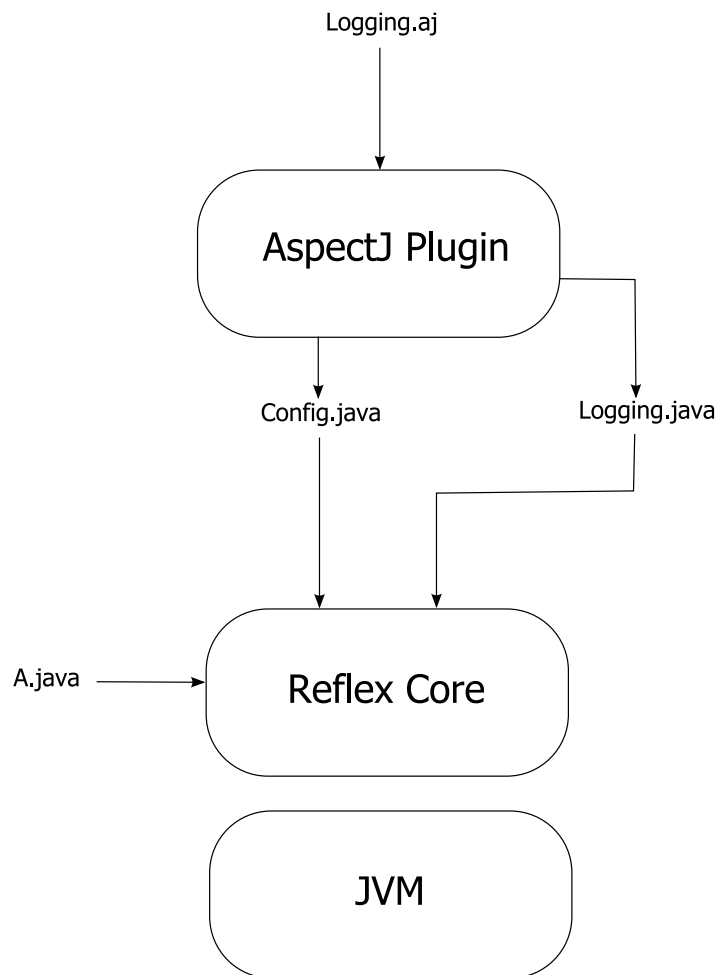 Logging.aj
AspectJ Plugin
Config.java
Logging.java
A.java
Reflex Core
JVM